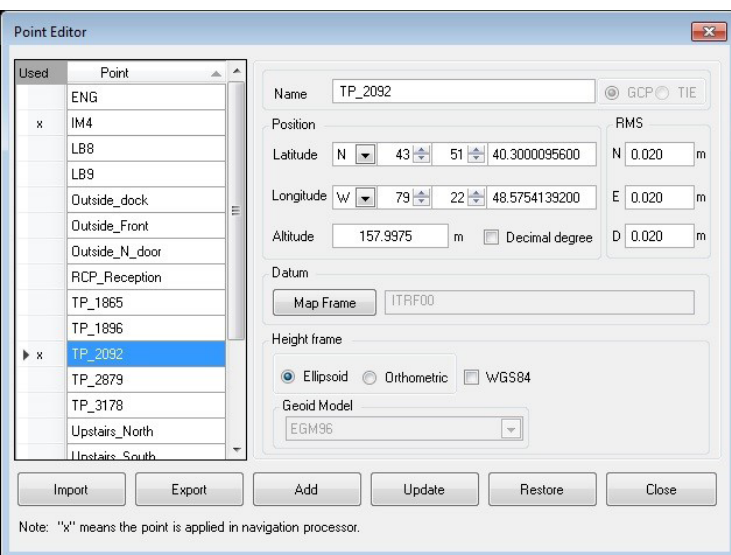 Point Editor
Used Point
ENG
x IM4
LB8
LB9
Outside_dock
Outside_Front
Outside_N_door
RCP_Reception
TP_1865
TP_1896
x TP_2092
TP_2879
TP_3178
Upstairs_North
Upstairs_South
Name TP_2092 GCP TIE
Position
Latitude N 43 51 40.3000095600
Longitude W 79 22 48.5754139200
Altitude 157.9975 m Decimal degree
RMS
N 0.020 m
E 0.020 m
D 0.020 m
Datum
Map Frame ITRF00
Height frame
Ellipsoid Orthometric WGS84
Geoid Model
EGM96
Import Export Add Update Restore Close
Note: "x" means the point is applied in navigation processor.